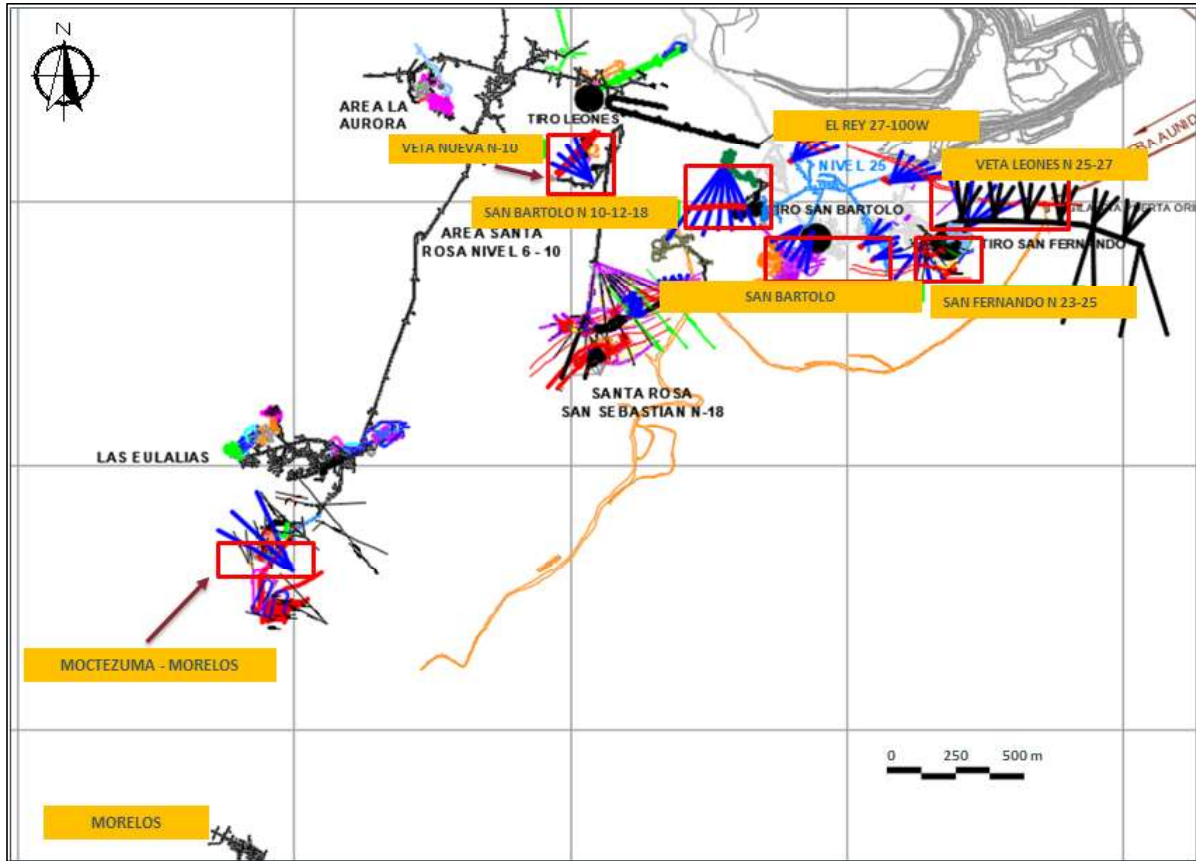 N
AREA LA
AURORA
TIRO LEONES
VETA NUEVA N-10
EL REY 27-100W
NIVEL 25
VETA LEONES N 25-27
SAN BARTOLO N 10-12-18
TIRO SAN BARTOLO
AREA SANTA
ROSA NIVEL 6 - 10
TIRO SAN FERNANDO
SAN BARTOLO
SAN FERNANDO N 23-25
SANTA ROSA
SAN SEBASTIAN N-18
LAS EULALIAS
MOCTEZUMA - MORELOS
0 250 500 m
MORELOS